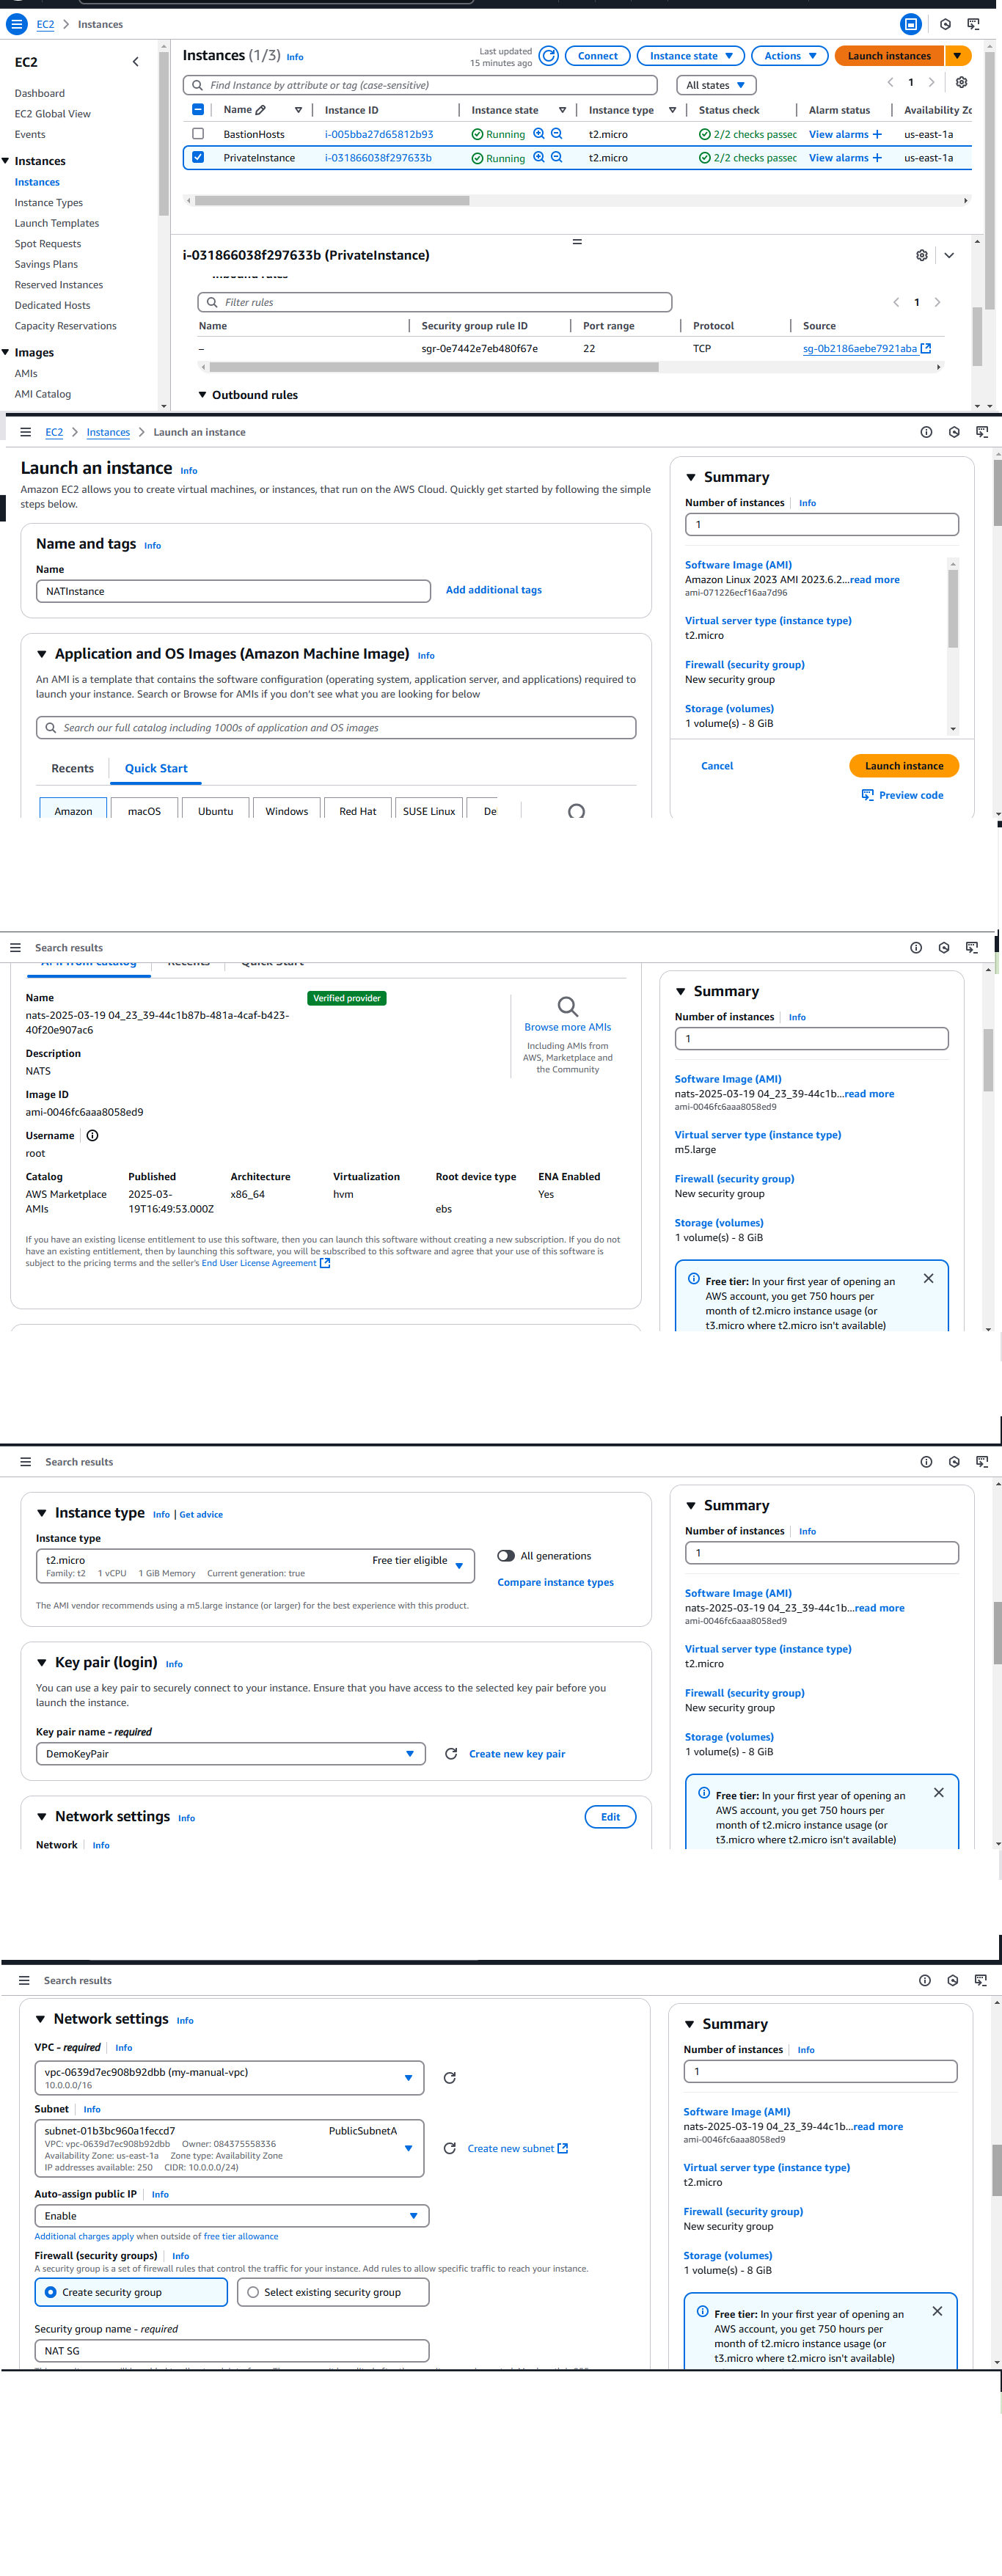 EC2 > Instances
EC2
Dashboard
EC2 Global View
Events
Instances
Instances
Instance Types
Launch Templates
Spot Requests
Savings Plans
Reserved Instances
Dedicated Hosts
Capacity Reservations
Images
AMIs
AMI Catalog
Instances (1/3) Info
Last updated
15 minutes ago
Connect
Instance state
Actions
Launch instances
Find Instance by attribute or tag (case-sensitive)
All states
1
Name Instance ID Instance state Instance type Status check Alarm status Availability Zo
BastionHosts i-005bba27d65812b93 Running t2.micro 2/2 checks passec View alarms + us-east-1a
PrivateInstance i-031866038f297633b Running t2.micro 2/2 checks passec View alarms + us-east-1a
i-031866038f297633b (PrivateInstance)
Inbound rules
Filter rules
1
Name Security group rule ID Port range Protocol Source
– sgr-0e7442e7eb480f67e 22 TCP sg-0b2186aebe7921aba
Outbound rules
EC2 > Instances > Launch an instance
Launch an instance Info
Amazon EC2 allows you to create virtual machines, or instances, that run on the AWS Cloud. Quickly get started by following the simple
steps below.
Name and tags Info
Name
NATInstance
Add additional tags
Application and OS Images (Amazon Machine Image) Info
An AMI is a template that contains the software configuration (operating system, application server, and applications) required to
launch your instance. Search or Browse for AMIs if you don't see what you are looking for below
Search our full catalog including 1000s of application and OS images
Recents
Quick Start
Amazon macOS Ubuntu Windows Red Hat SUSE Linux De
Summary
Number of instances Info
1
Software Image (AMI)
Amazon Linux 2023 AMI 2023.6.2...read more
ami-071226ecf16aa7d96
Virtual server type (instance type)
t2.micro
Firewall (security group)
New security group
Storage (volumes)
1 volume(s) - 8 GiB
Cancel
Launch instance
Preview code
Search results
AMI from catalog Recents Quick Start
Name
Verified provider
nats-2025-03-19 04_23_39-44c1b87b-481a-4caf-b423-
40f20e907ac6
Description
NATS
Image ID
ami-0046fc6aaa8058ed9
Username
root
Catalog Published Architecture Virtualization Root device type ENA Enabled
AWS Marketplace 2025-03- x86_64 hvm Yes
AMIs 19T16:49:53.000Z ebs
If you have an existing license entitlement to use this software, then you can launch this software without creating a new subscription. If you do not
have an existing entitlement, then by launching this software, you will be subscribed to this software and agree that your use of this software is
subject to the pricing terms and the seller's End User License Agreement
Browse more AMIs
Including AMIs from
AWS, Marketplace and
the Community
Summary
Number of instances Info
1
Software Image (AMI)
nats-2025-03-19 04_23_39-44c1b...read more
ami-0046fc6aaa8058ed9
Virtual server type (instance type)
m5.large
Firewall (security group)
New security group
Storage (volumes)
1 volume(s) - 8 GiB
Free tier: In your first year of opening an
AWS account, you get 750 hours per
month of t2.micro instance usage (or
t3.micro where t2.micro isn't available)
Search results
Instance type Info | Get advice
Instance type
t2.micro Free tier eligible
Family: t2 1 vCPU 1 GiB Memory Current generation: true
All generations
Compare instance types
The AMI vendor recommends using a m5.large instance (or larger) for the best experience with this product.
Key pair (login) Info
You can use a key pair to securely connect to your instance. Ensure that you have access to the selected key pair before you
launch the instance.
Key pair name - required
DemoKeyPair
Create new key pair
Network settings Info
Edit
Network Info
Summary
Number of instances Info
1
Software Image (AMI)
nats-2025-03-19 04_23_39-44c1b...read more
ami-0046fc6aaa8058ed9
Virtual server type (instance type)
t2.micro
Firewall (security group)
New security group
Storage (volumes)
1 volume(s) - 8 GiB
Free tier: In your first year of opening an
AWS account, you get 750 hours per
month of t2.micro instance usage (or
t3.micro where t2.micro isn't available)
Search results
Network settings Info
VPC - required Info
vpc-0639d7ec908b92dbb (my-manual-vpc)
10.0.0.0/16
Subnet Info
subnet-01b3bc960a1feccd7 PublicSubnetA
VPC: vpc-0639d7ec908b92dbb Owner: 084375558336
Availability Zone: us-east-1a Zone type: Availability Zone
IP addresses available: 250 CIDR: 10.0.0.0/24)
Create new subnet
Auto-assign public IP Info
Enable
Additional charges apply when outside of free tier allowance
Firewall (security groups) Info
A security group is a set of firewall rules that control the traffic for your instance. Add rules to allow specific traffic to reach your instance.
Create security group
Select existing security group
Security group name - required
NAT SG
Summary
Number of instances Info
1
Software Image (AMI)
nats-2025-03-19 04_23_39-44c1b...read more
ami-0046fc6aaa8058ed9
Virtual server type (instance type)
t2.micro
Firewall (security group)
New security group
Storage (volumes)
1 volume(s) - 8 GiB
Free tier: In your first year of opening an
AWS account, you get 750 hours per
month of t2.micro instance usage (or
t3.micro where t2.micro isn't available)